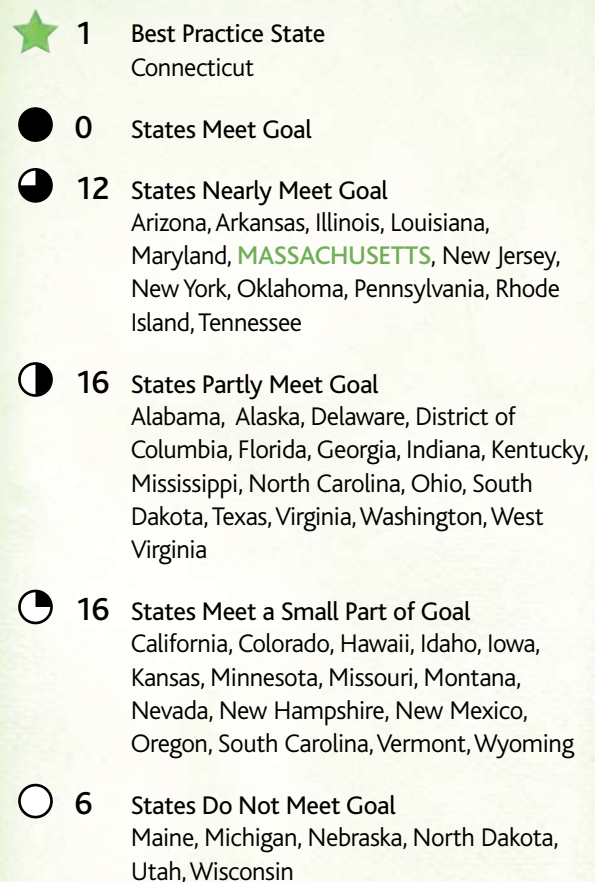 1 Best Practice State
Connecticut
0 States Meet Goal
12 States Nearly Meet Goal
Arizona, Arkansas, Illinois, Louisiana,
Maryland, MASSACHUSETTS, New Jersey,
New York, Oklahoma, Pennsylvania, Rhode
Island, Tennessee
16 States Partly Meet Goal
Alabama, Alaska, Delaware, District of
Columbia, Florida, Georgia, Indiana, Kentucky,
Mississippi, North Carolina, Ohio, South
Dakota, Texas, Virginia, Washington, West
Virginia
16 States Meet a Small Part of Goal
California, Colorado, Hawaii, Idaho, Iowa,
Kansas, Minnesota, Missouri, Montana,
Nevada, New Hampshire, New Mexico,
Oregon, South Carolina, Vermont, Wyoming
6 States Do Not Meet Goal
Maine, Michigan, Nebraska, North Dakota,
Utah, Wisconsin